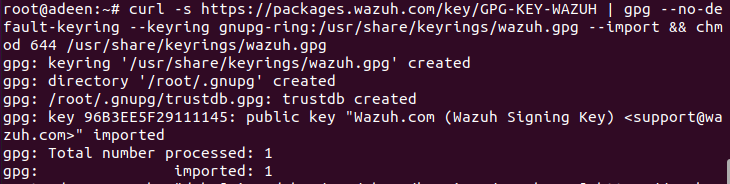 root@adeen:~# curl -s https://packages.wazuh.com/key/GPG-KEY-WAZUH | gpg --no-de
fault-keyring --keyring gnupg-ring:/usr/share/keyrings/wazuh.gpg --import && chm
od 644 /usr/share/keyrings/wazuh.gpg
gpg: keyring '/usr/share/keyrings/wazuh.gpg' created
gpg: directory '/root/.gnupg' created
gpg: /root/.gnupg/trustdb.gpg: trustdb created
gpg: key 96B3EE5F29111145: public key "Wazuh.com (Wazuh Signing Key) <support@wa
zuh.com>" imported
gpg: Total number processed: 1
gpg:               imported: 1